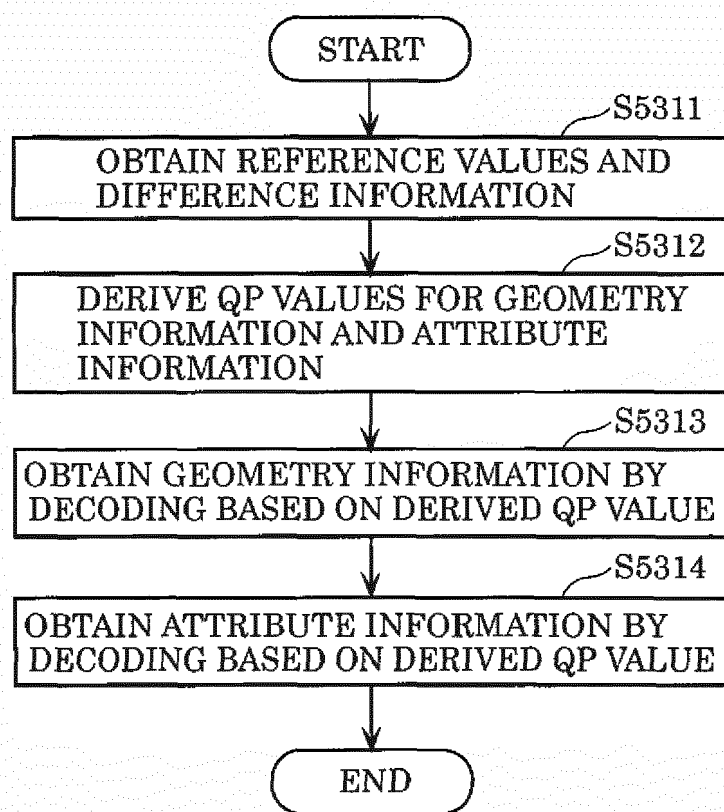 START
S5311
OBTAIN REFERENCE VALUES AND
DIFFERENCE INFORMATION
S5312
DERIVE QP VALUES FOR GEOMETRY
INFORMATION AND ATTRIBUTE
INFORMATION
S5313
OBTAIN GEOMETRY INFORMATION BY
DECODING BASED ON DERIVED QP VALUE
S5314
OBTAIN ATTRIBUTE INFORMATION BY
DECODING BASED ON DERIVED QP VALUE
END